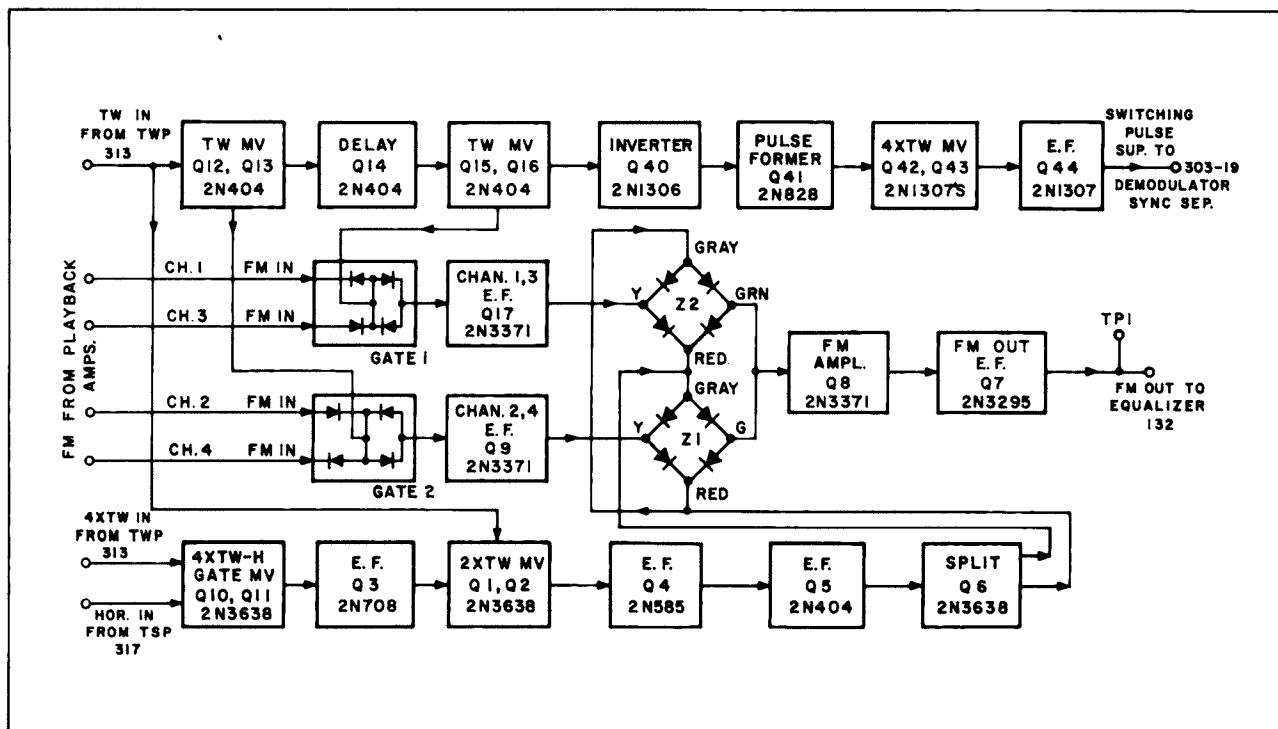 TW IN
FROM TWP
313
TW MV
Q12, Q13
2N404
DELAY
Q14
2N404
TW MV
Q15, Q16
2N404
INVERTER
Q40
2N1306
PULSE
FORMER
Q41
2N828
4XTW MV
Q42, Q43
2N1307'S
E.F.
Q44
2N1307
SWITCHING
PULSE
SUP. TO
303-19
DEMODULATOR
SYNC SEP.
FM FROM PLAYBACK
AMPS.
CH. 1 FM IN
CH. 3 FM IN
GATE 1
CHAN. 1,3
E.F.
Q17
2N3371
GRAY
Y Z2 GRN
RED.
CH. 2 FM IN
CH. 4 FM IN
GATE 2
CHAN. 2,4
E.F.
Q9
2N3371
GRAY
Y Z1 G
RED
FM
AMPL.
Q8
2N3371
FM OUT
E.F.
Q7
2N3295
TP1
FM OUT TO
EQUALIZER
132
4XTW IN
FROM TWP
313
HOR. IN
FROM TSP
317
4XTW-H
GATE MV
Q10, Q11
2N3638
E.F.
Q3
2N708
2XTW MV
Q1, Q2
2N3638
E.F.
Q4
2N585
E.F.
Q5
2N404
SPLIT
Q6
2N3638